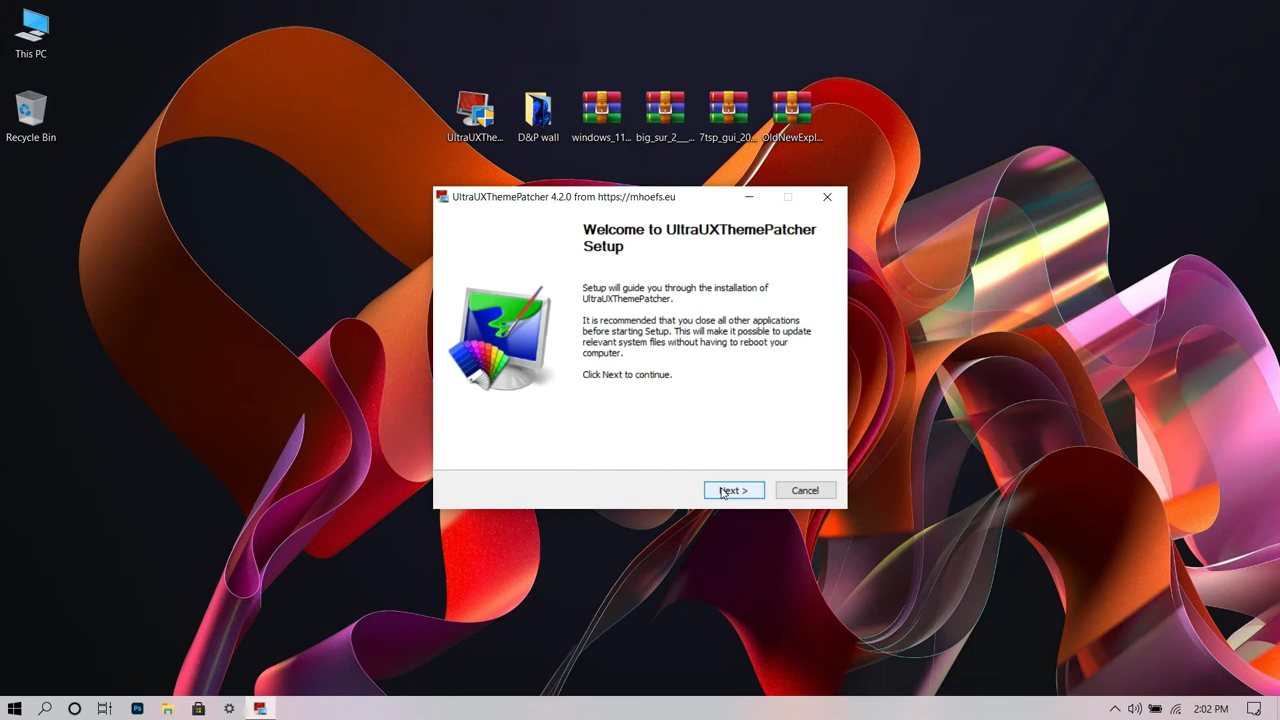 This PC
Recycle Bin
UltraUXThe...
D&P wall
windows_11...
big_sur_2__...
7tsp_gui_20...
OldNewExpl...
UltraUXThemePatcher 4.2.0 from https://mhoefs.eu
Welcome to UltraUXThemePatcher
Setup
Setup will guide you through the installation of
UltraUXThemePatcher.
It is recommended that you close all other applications
before starting Setup. This will make it possible to update
relevant system files without having to reboot your
computer.
Click Next to continue.
Next >
Cancel
Ps
2:02 PM